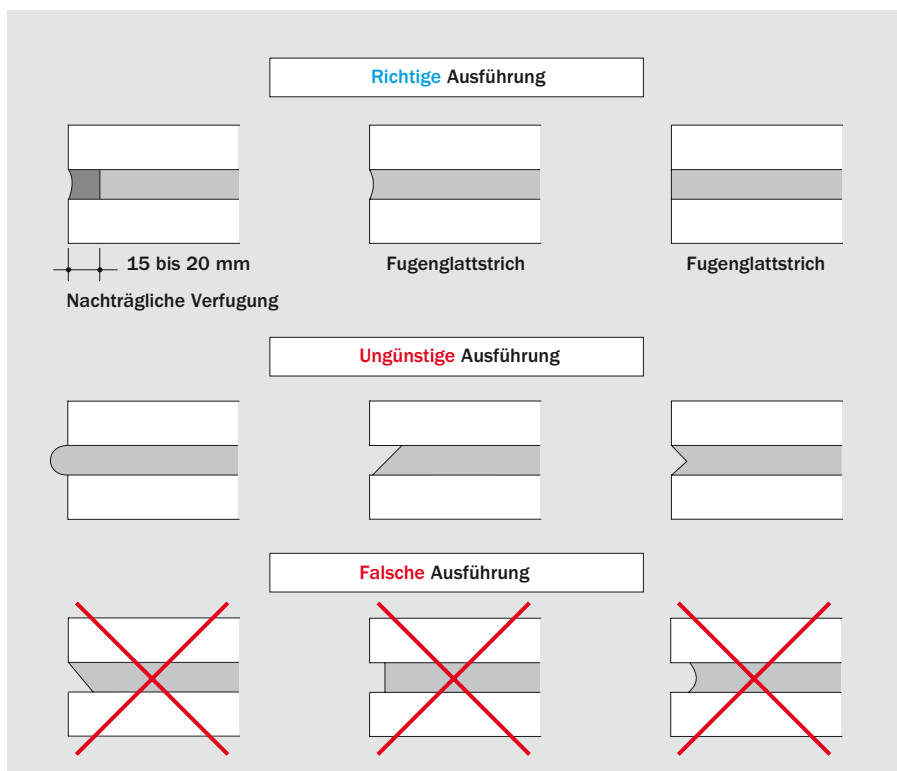 Richtige Ausführung
15 bis 20 mm
Nachträgliche Verfugung
Fugenglattstrich
Fugenglattstrich
Ungünstige Ausführung
Falsche Ausführung